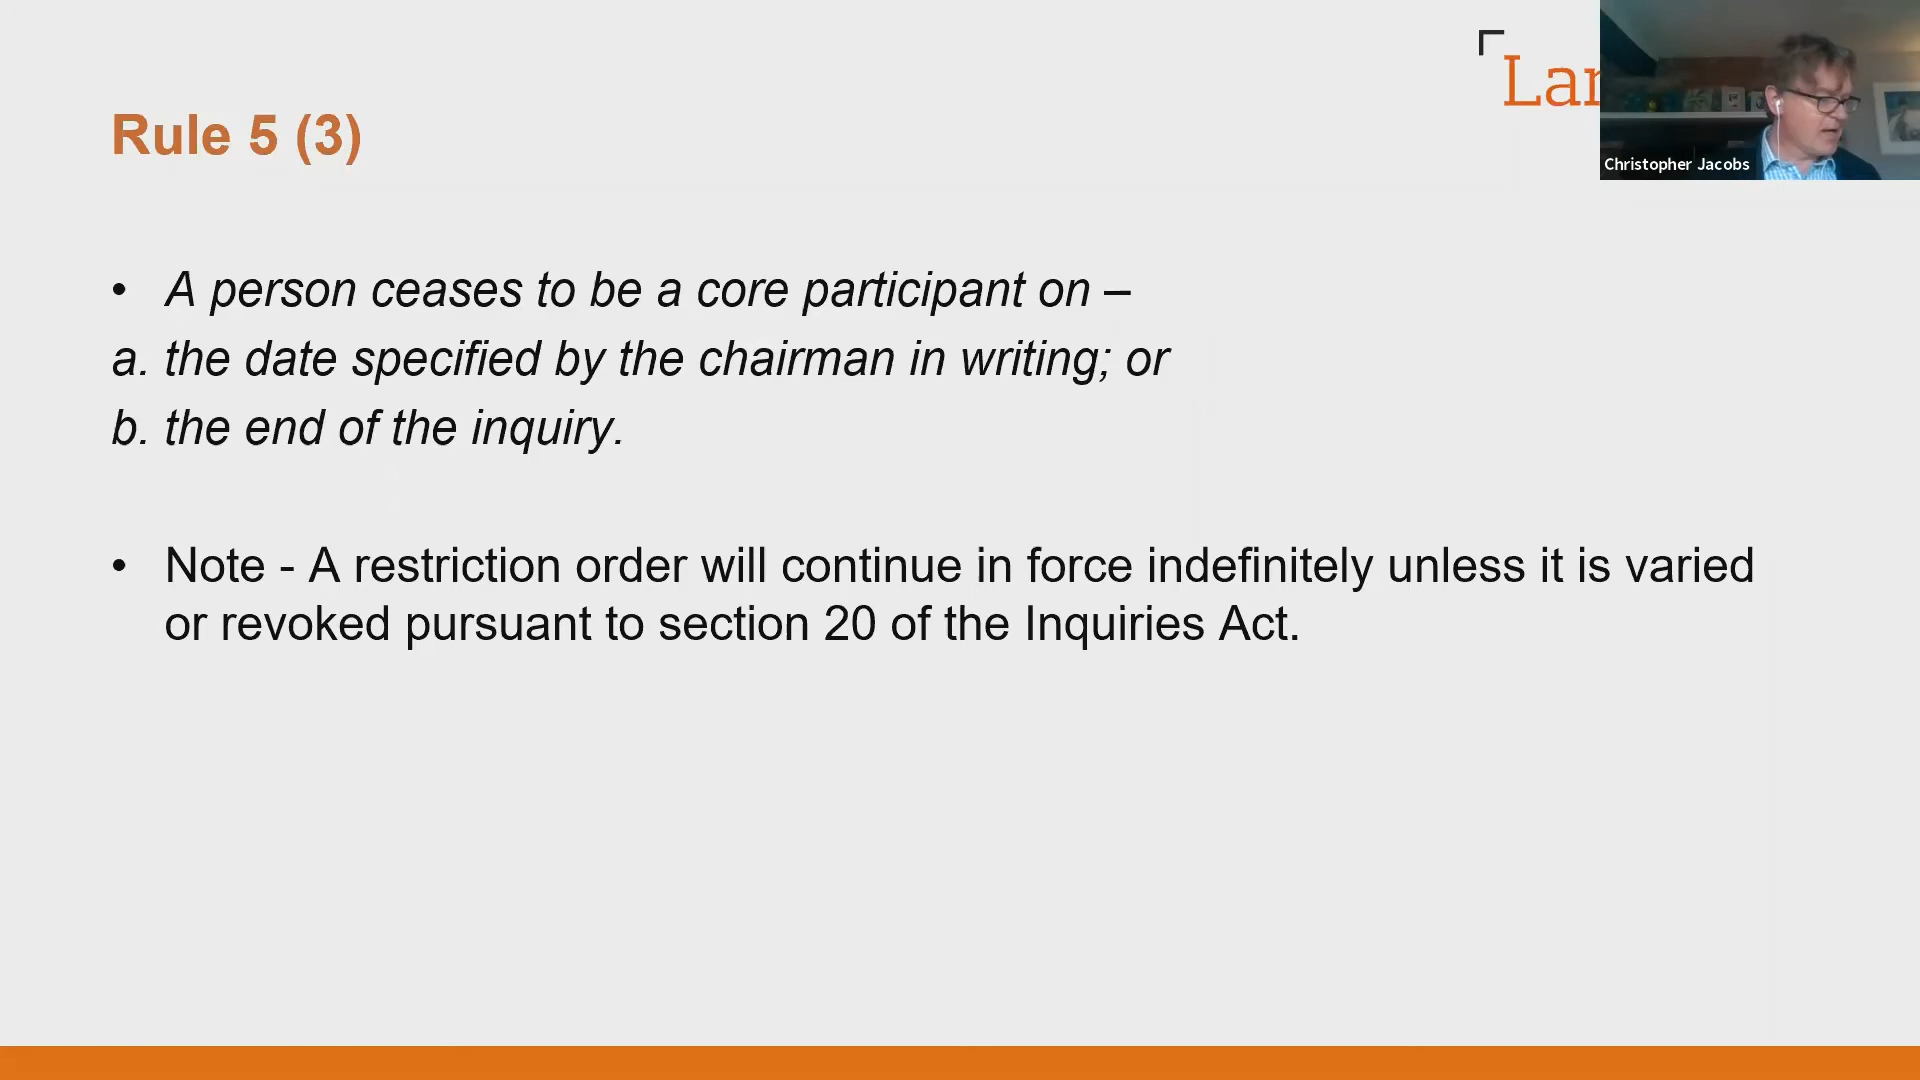 Lan
Rule 5 (3)
Christopher Jacobs
• A person ceases to be a core participant on –
a. the date specified by the chairman in writing; or
b. the end of the inquiry.
• Note - A restriction order will continue in force indefinitely unless it is varied
or revoked pursuant to section 20 of the Inquiries Act.